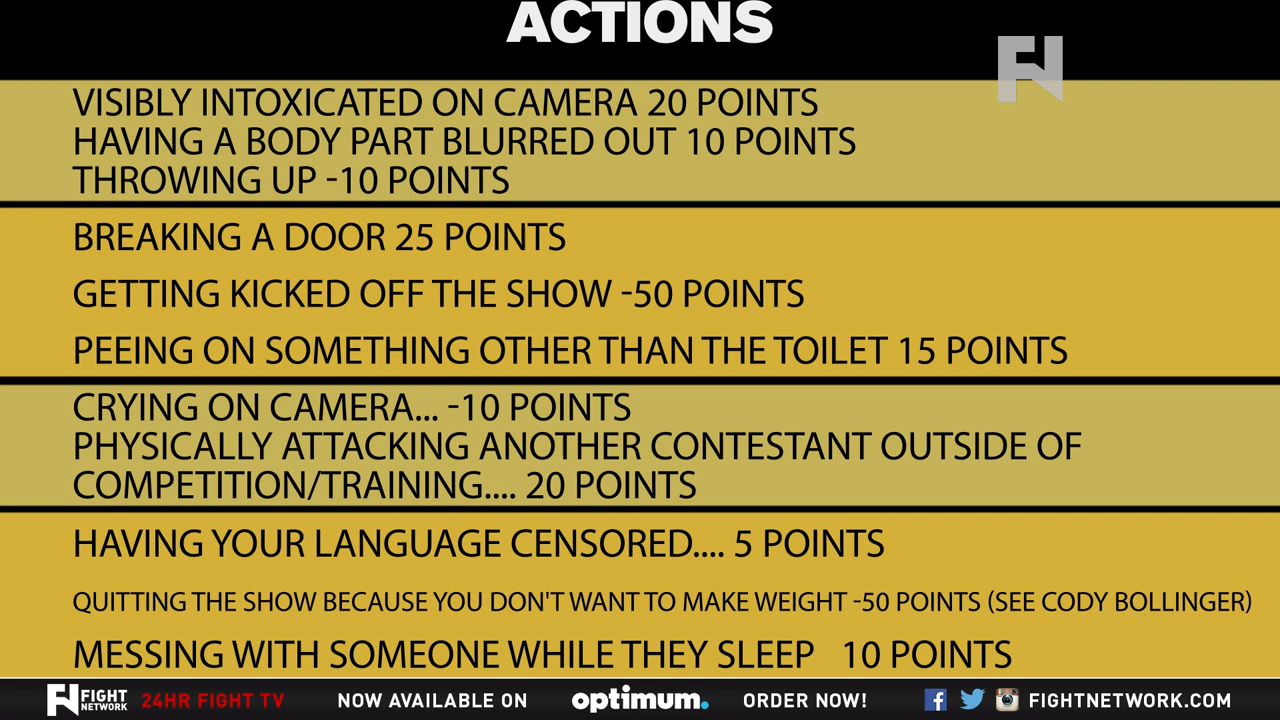 ACTIONS
FN
VISIBLY INTOXICATED ON CAMERA 20 POINTS
HAVING A BODY PART BLURRED OUT 10 POINTS
THROWING UP -10 POINTS
BREAKING A DOOR 25 POINTS
GETTING KICKED OFF THE SHOW -50 POINTS
PEEING ON SOMETHING OTHER THAN THE TOILET 15 POINTS
CRYING ON CAMERA... -10 POINTS
PHYSICALLY ATTACKING ANOTHER CONTESTANT OUTSIDE OF
COMPETITION/TRAINING.... 20 POINTS
HAVING YOUR LANGUAGE CENSORED.... 5 POINTS
QUITTING THE SHOW BECAUSE YOU DON'T WANT TO MAKE WEIGHT -50 POINTS (SEE CODY BOLLINGER)
MESSING WITH SOMEONE WHILE THEY SLEEP 10 POINTS
FN FIGHT NETWORK 24HR FIGHT TV NOW AVAILABLE ON optimum. ORDER NOW! FIGHTNETWORK.COM